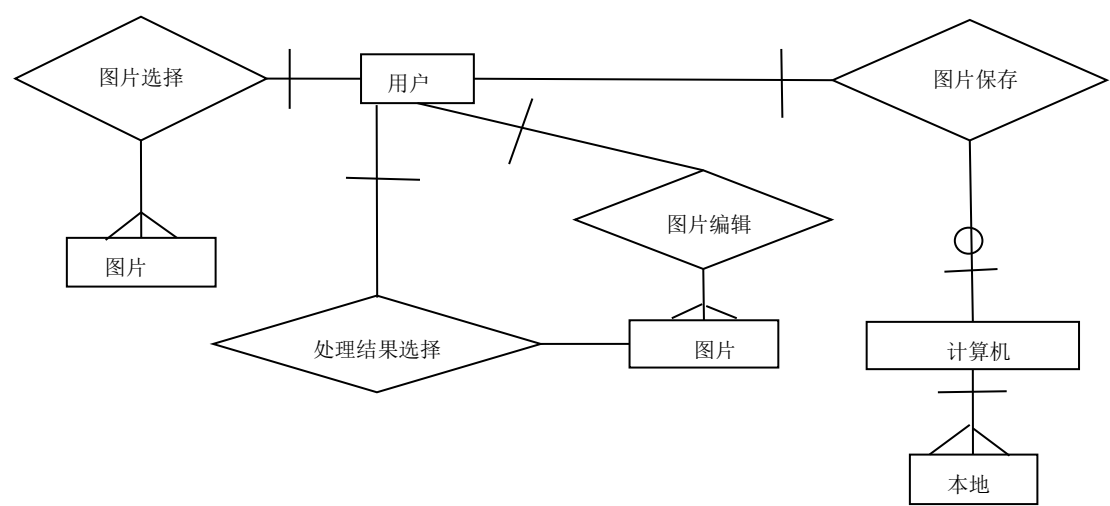 图片选择
用户
图片保存
图片编辑
图片
处理结果选择
图片
计算机
本地